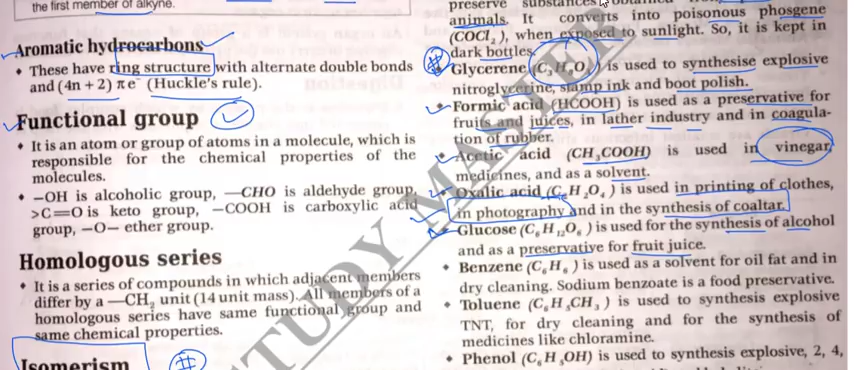 the first member of alkyne.
Aromatic hydrocarbons
• These have ring structure with alternate double bonds
and (4n + 2) π e⁻ (Huckle's rule).
Functional group
• It is an atom or group of atoms in a molecule, which is
responsible for the chemical properties of the
molecules.
• —OH is alcoholic group, —CHO is aldehyde group,
>C=O is keto group, —COOH is carboxylic acid
group, —O— ether group.
Homologous series
• It is a series of compounds in which adjacent members
differ by a —CH₂ unit (14 unit mass). All members of a
homologous series have same functional group and
same chemical properties.
Isomerism
preserve substances obtained
animals. It converts into poisonous phosgene
(COCl₂), when exposed to sunlight. So, it is kept in
dark bottles.
Glycerene (C₃H₈O₃) is used to synthesise explosive
nitroglycerine, stamp ink and boot polish.
• Formic acid (HCOOH) is used as a preservative for
fruits and juices, in lather industry and in coagula-
tion of rubber.
• Acetic acid (CH₃COOH) is used in vinegar,
medicines, and as a solvent.
• Oxalic acid (C₂H₂O₄) is used in printing of clothes,
in photography and in the synthesis of coaltar.
• Glucose (C₆H₁₂O₆) is used for the synthesis of alcohol
and as a preservative for fruit juice.
• Benzene (C₆H₆) is used as a solvent for oil fat and in
dry cleaning. Sodium benzoate is a food preservative.
• Toluene (C₆H₅CH₃) is used to synthesis explosive
TNT, for dry cleaning and for the synthesis of
medicines like chloramine.
• Phenol (C₆H₅OH) is used to synthesis explosive, 2, 4,
STUDY MASTER